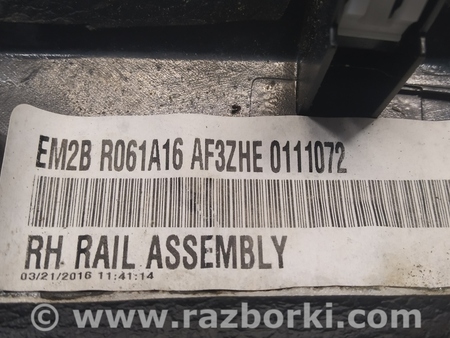 EM2B R061A16 AF3ZHE 0111072
RH RAIL ASSEMBLY
03/21/2016 11:41:14
www.razborki.com